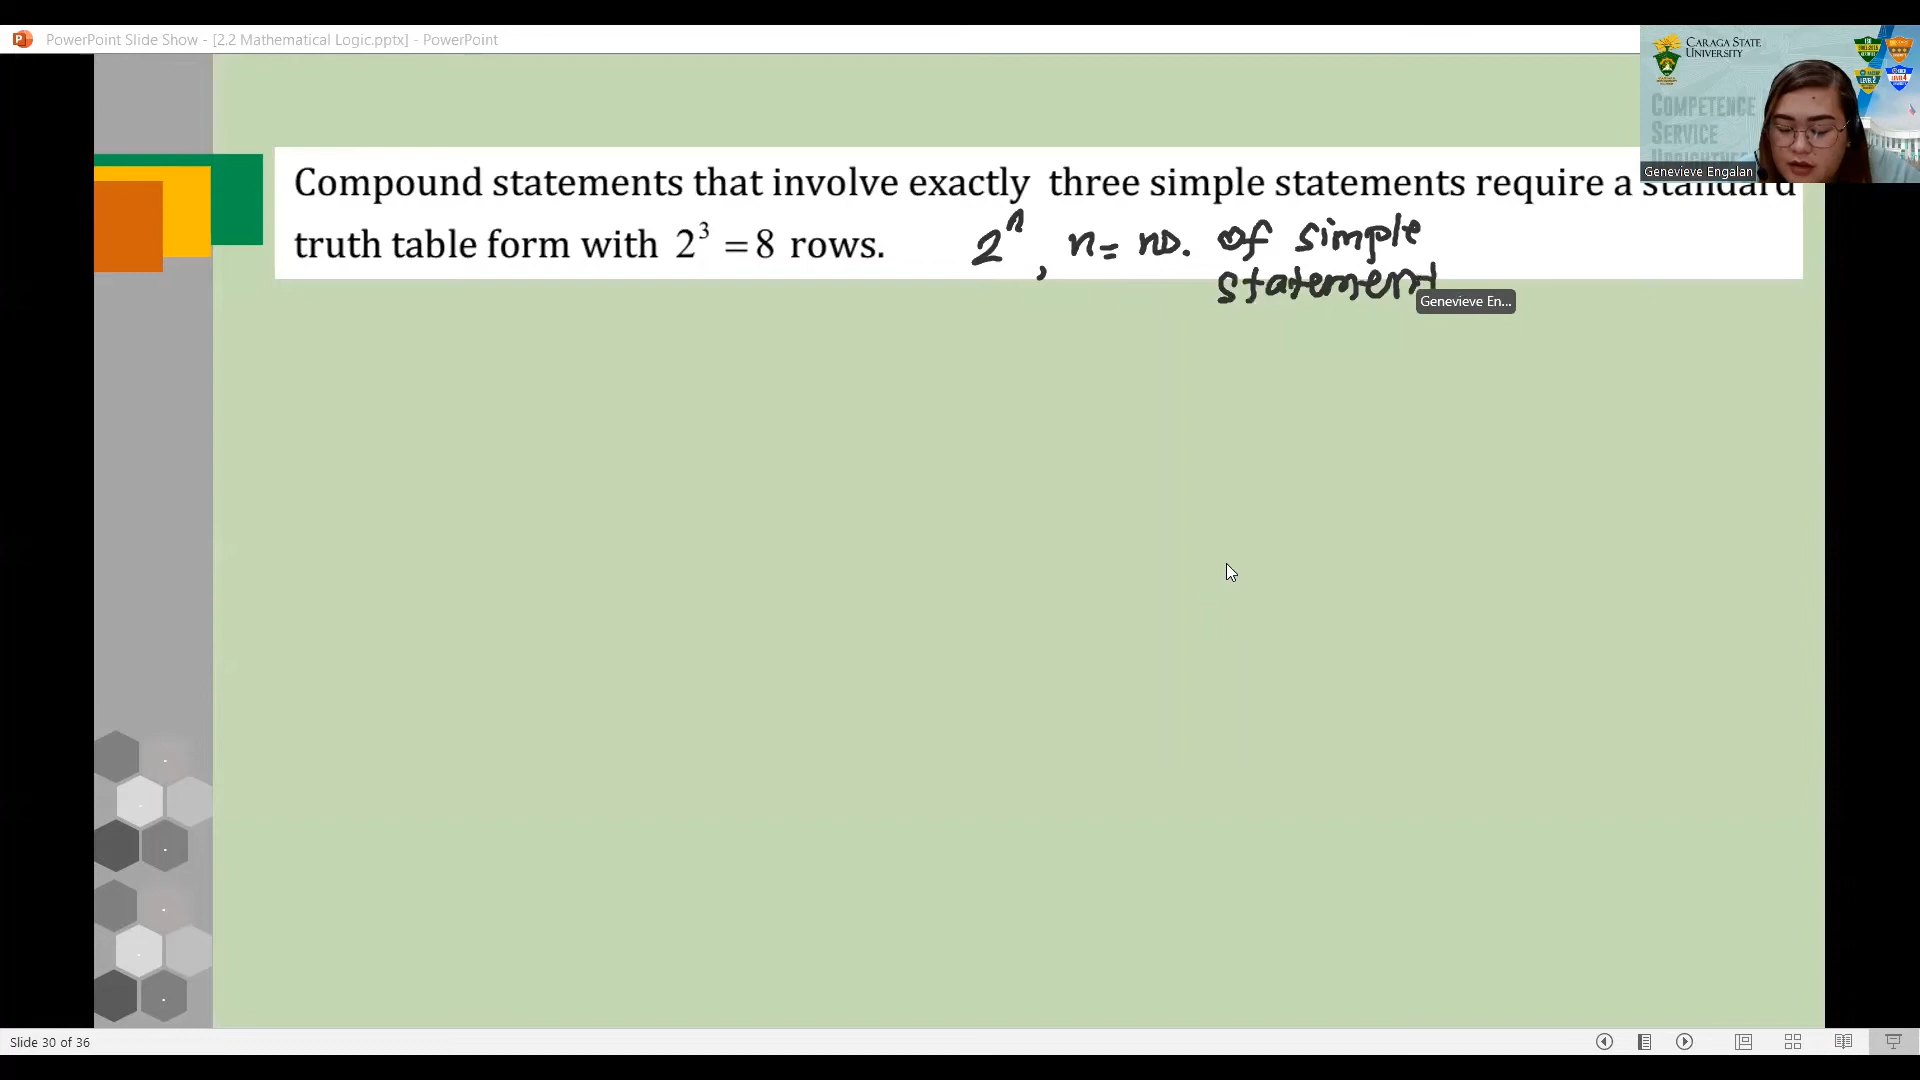 PowerPoint Slide Show - [2.2 Mathematical Logic.pptx] - PowerPoint
CARAGA STATE
UNIVERSITY
COMPETENCE
SERVICE
Genevieve Engalan
Compound statements that involve exactly three simple statements require a standard
truth table form with 2³ = 8 rows.
2ⁿ, n = no. of simple
statement
Genevieve En...
Slide 30 of 36